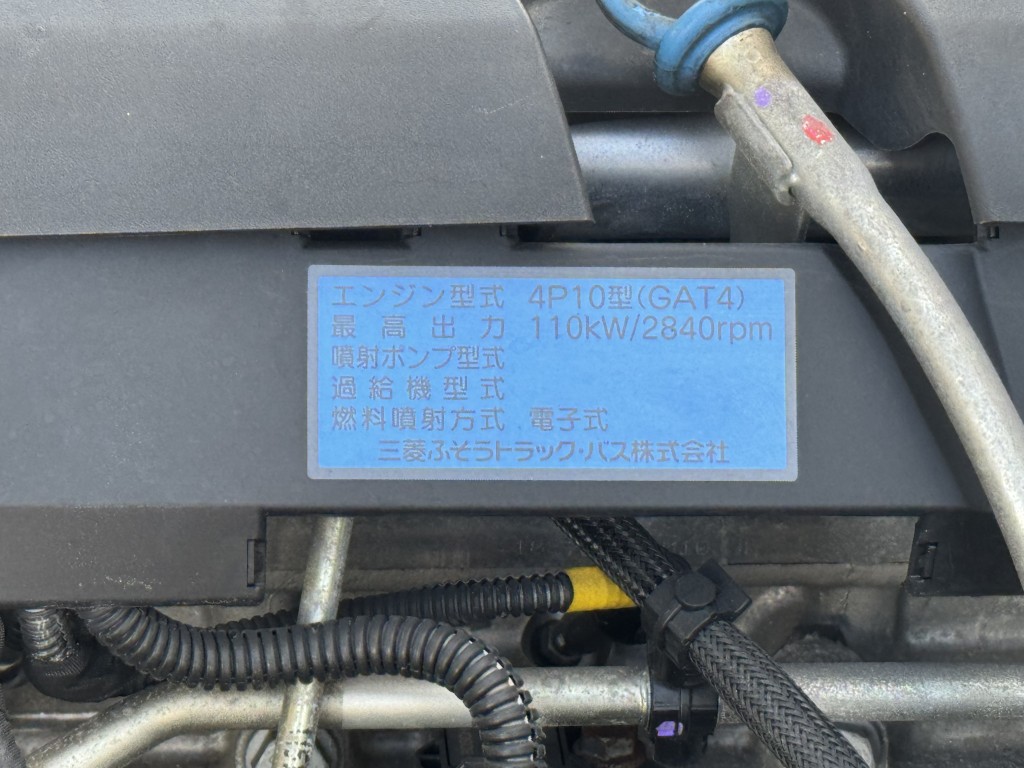 エンジン型式 4P10型(GAT4)
最高出力 110kW/2840rpm
噴射ポンプ型式
過給機型式
燃料噴射方式 電子式
三菱ふそうトラック・バス株式会社